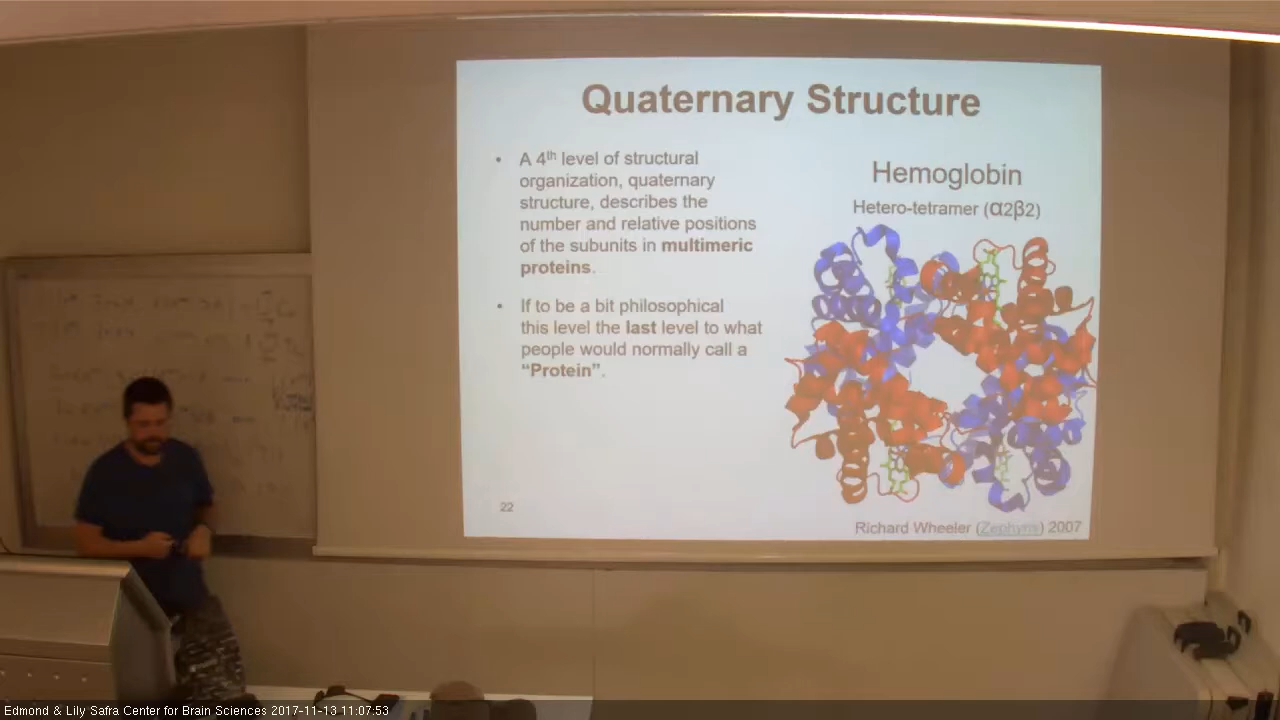 Quaternary Structure
• A 4th level of structural
organization, quaternary
structure, describes the
number and relative positions
of the subunits in multimeric
proteins.
• If to be a bit philosophical
this level the last level to what
people would normally call a
“Protein”.
Hemoglobin
Hetero-tetramer (α2β2)
22
Richard Wheeler (Zephyris) 2007
Edmond & Lily Safra Center for Brain Sciences 2017-11-13 11:07.53